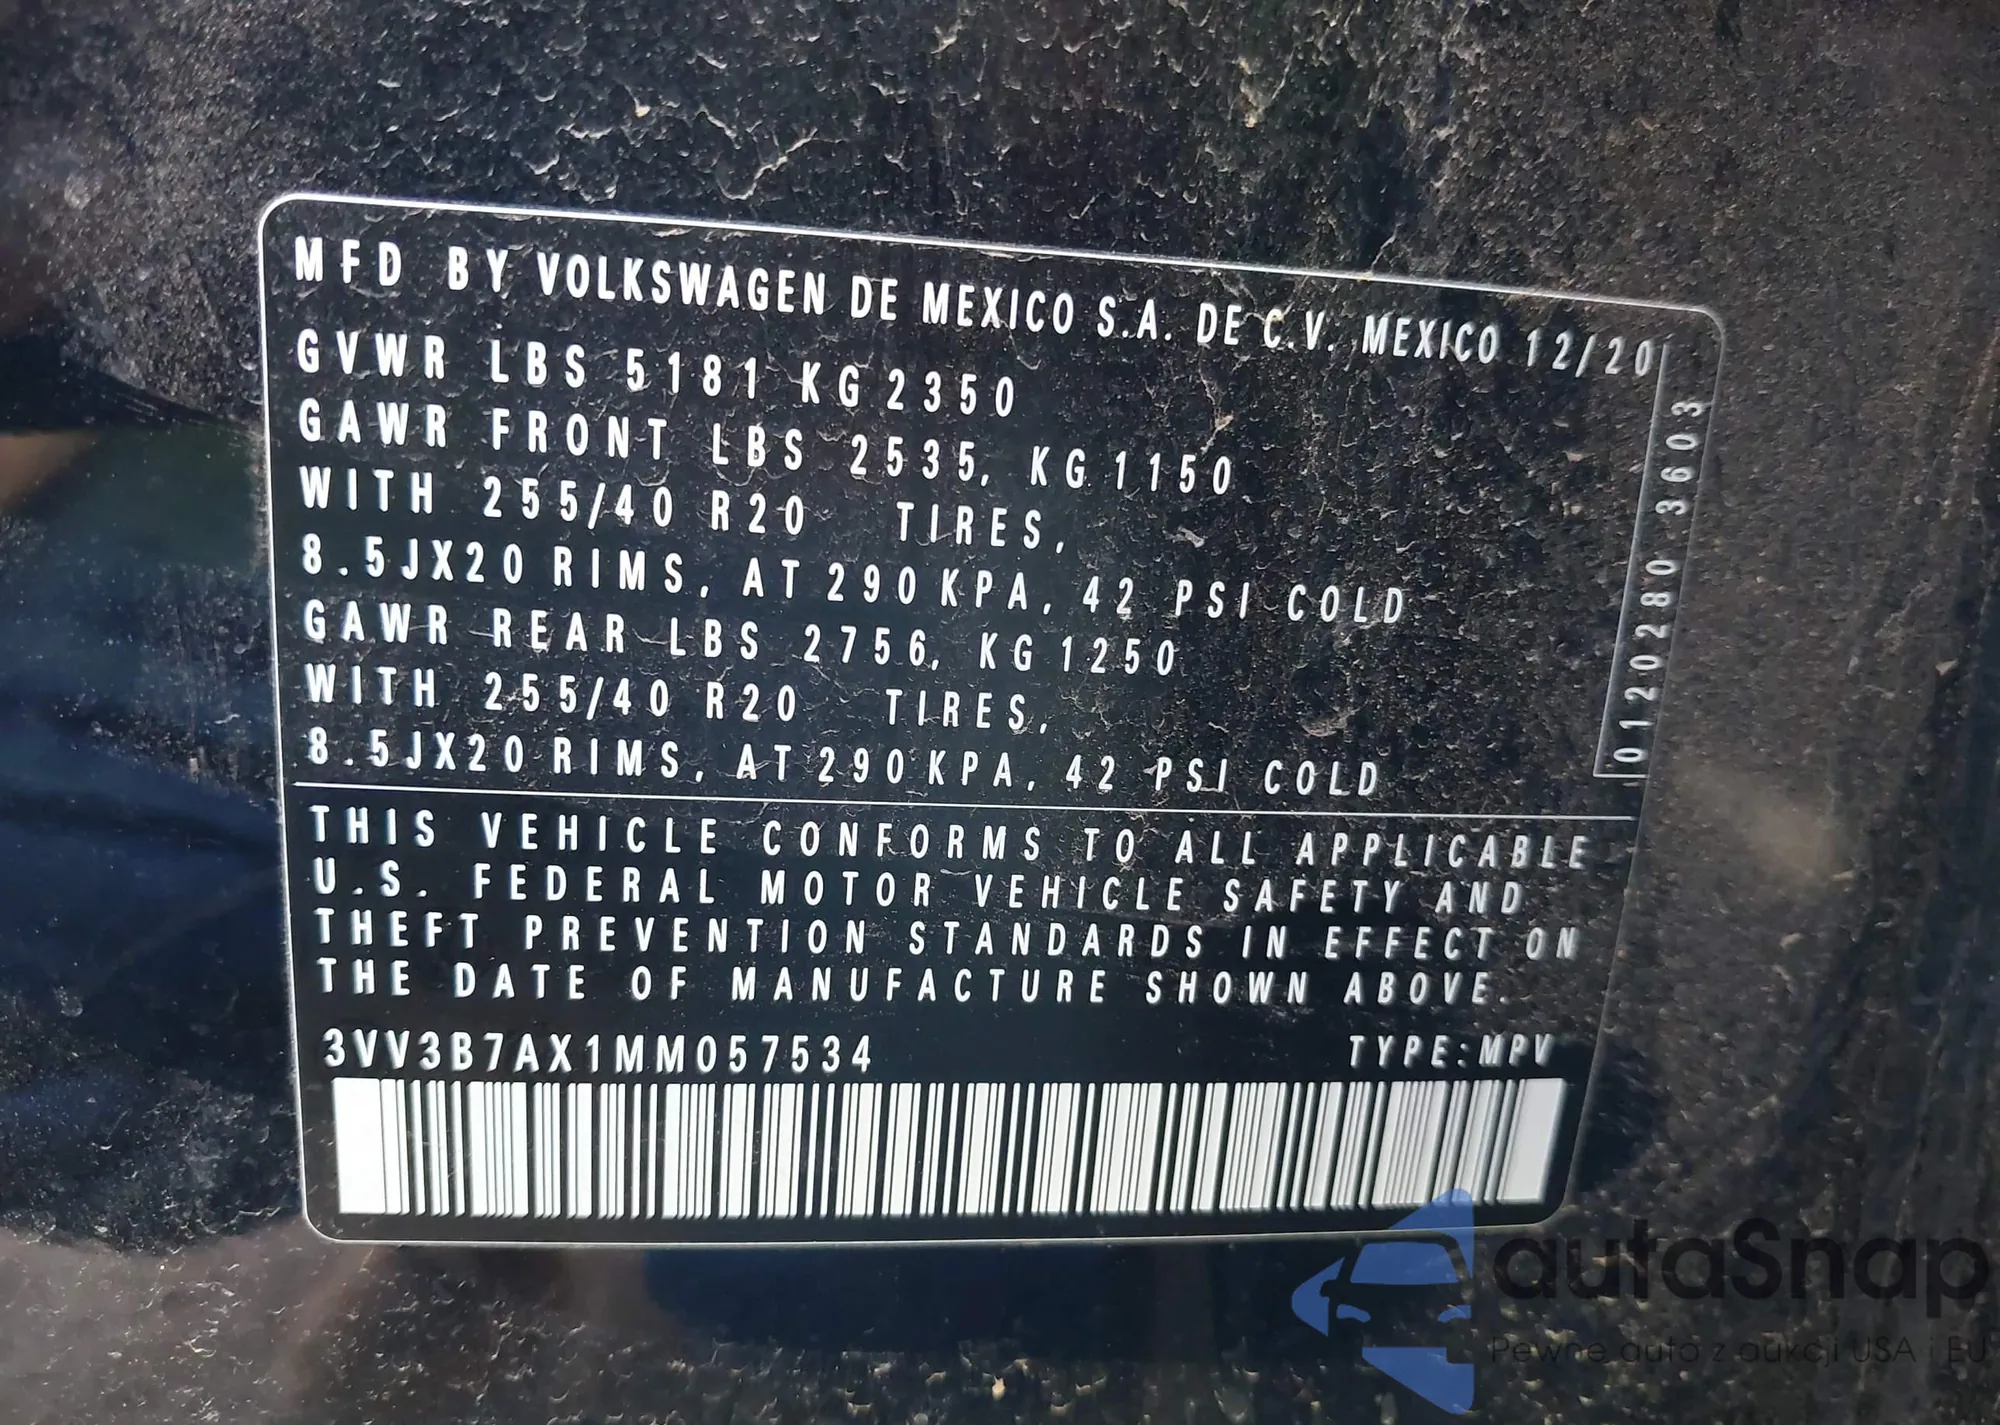 MFD BY VOLKSWAGEN DE MEXICO S.A. DE C.V. MEXICO 12/20
GVWR LBS 5181 KG 2350
GAWR FRONT LBS 2535, KG 1150
WITH 255/40 R20 TIRES,
8.5JX20 RIMS, AT 290 KPA, 42 PSI COLD
GAWR REAR LBS 2756, KG 1250
WITH 255/40 R20 TIRES,
8.5JX20 RIMS, AT 290 KPA, 42 PSI COLD
0120280 3603
THIS VEHICLE CONFORMS TO ALL APPLICABLE
U.S. FEDERAL MOTOR VEHICLE SAFETY AND
THEFT PREVENTION STANDARDS IN EFFECT ON
THE DATE OF MANUFACTURE SHOWN ABOVE.
3VV3B7AX1MM057534 TYPE:MPV
autaSnap
Pewne auto z aukcji USA i EU